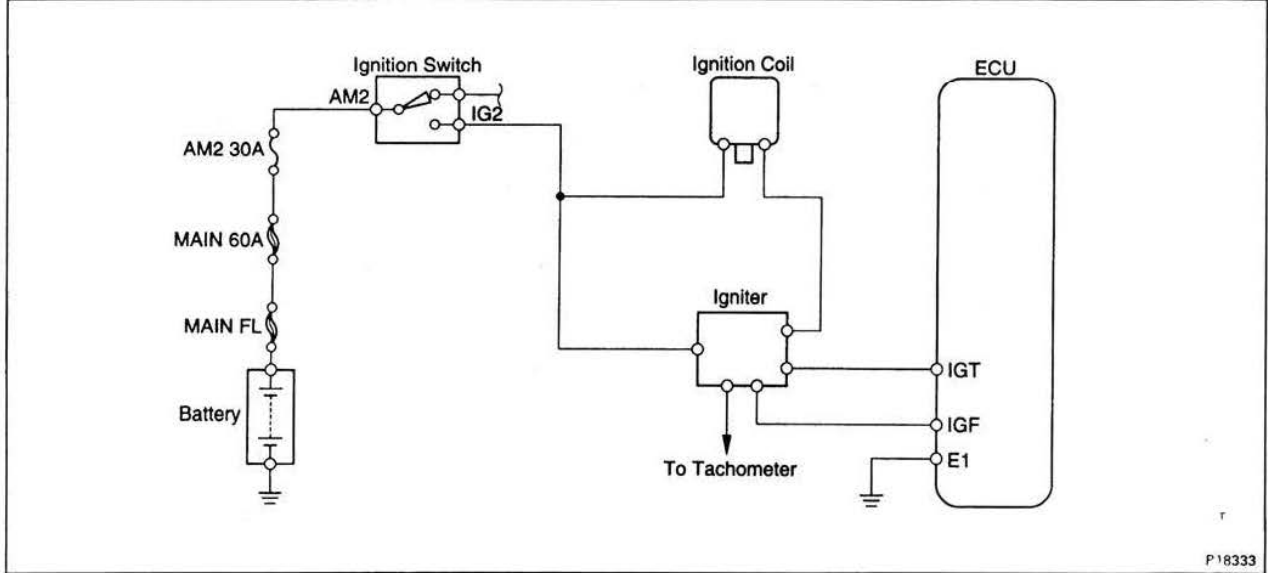 Ignition Switch
Ignition Coil
ECU
AM2
IG2
AM2 30A
MAIN 60A
Igniter
MAIN FL
IGT
Battery
IGF
To Tachometer
E1
P18333